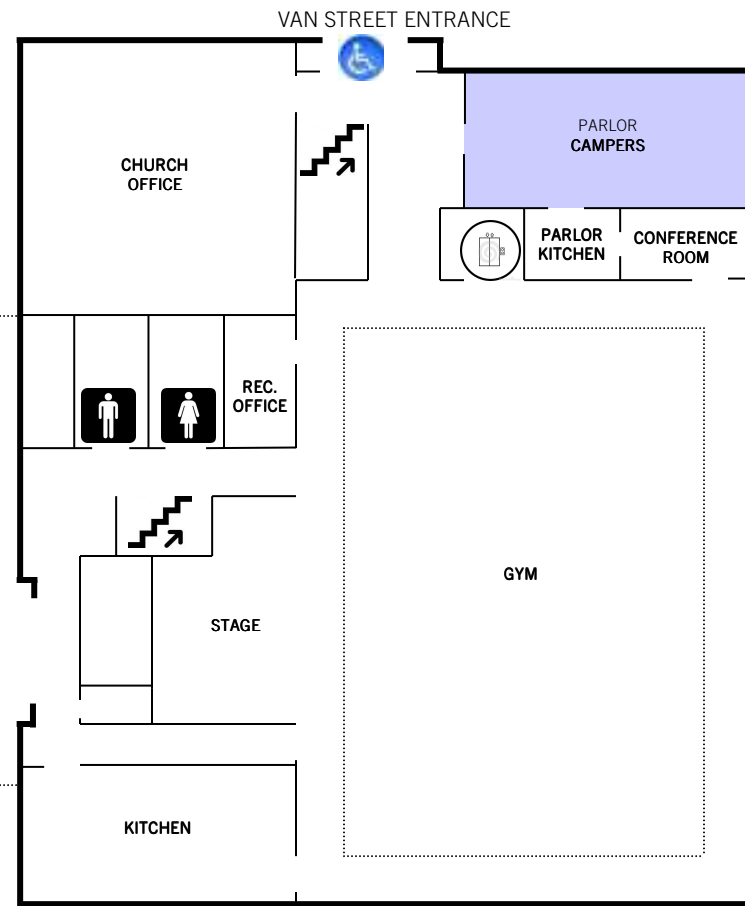 VAN STREET ENTRANCE
PARLOR
CAMPERS
CHURCH
OFFICE
PARLOR
KITCHEN
CONFERENCE
ROOM
REC.
OFFICE
GYM
STAGE
KITCHEN